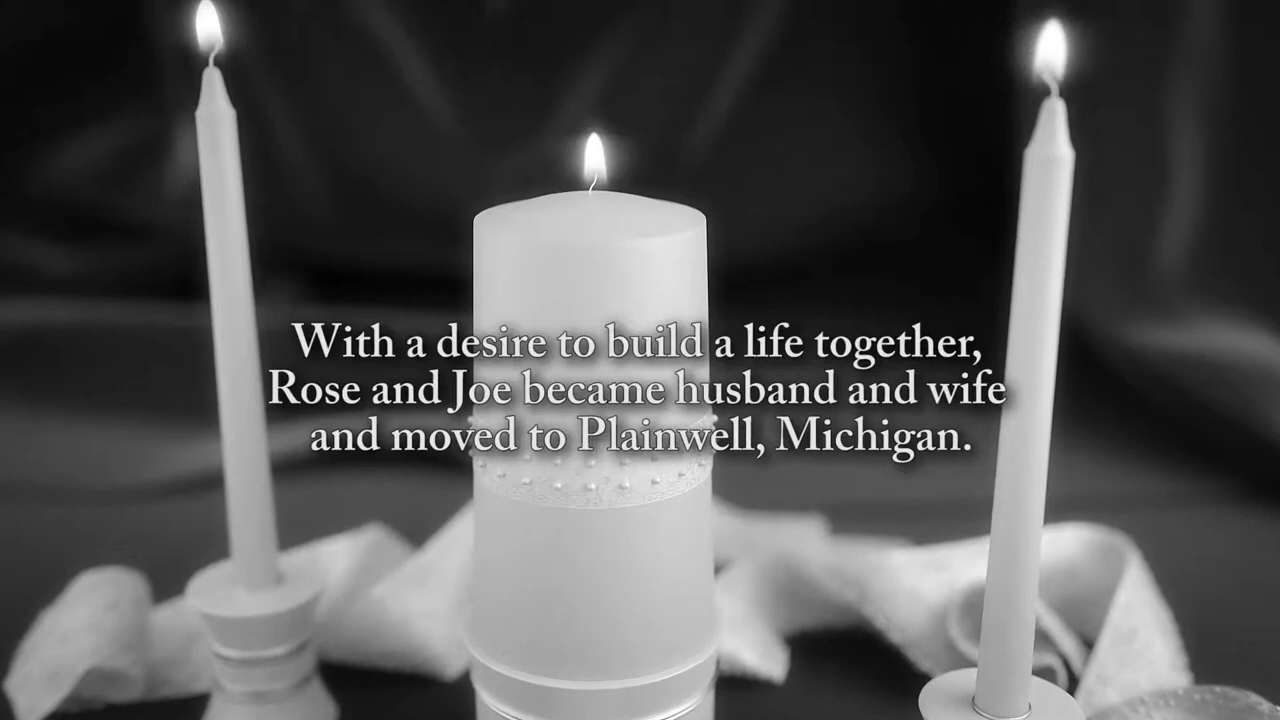 With a desire to build a life together,
Rose and Joe became husband and wife
and moved to Plainwell, Michigan.